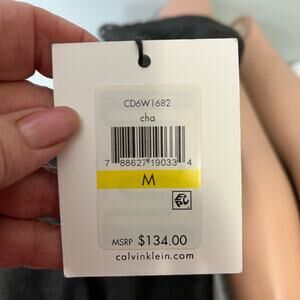 CD6W1682
cha
7 88627 19033 4
M
MSRP $134.00
calvinklein.com